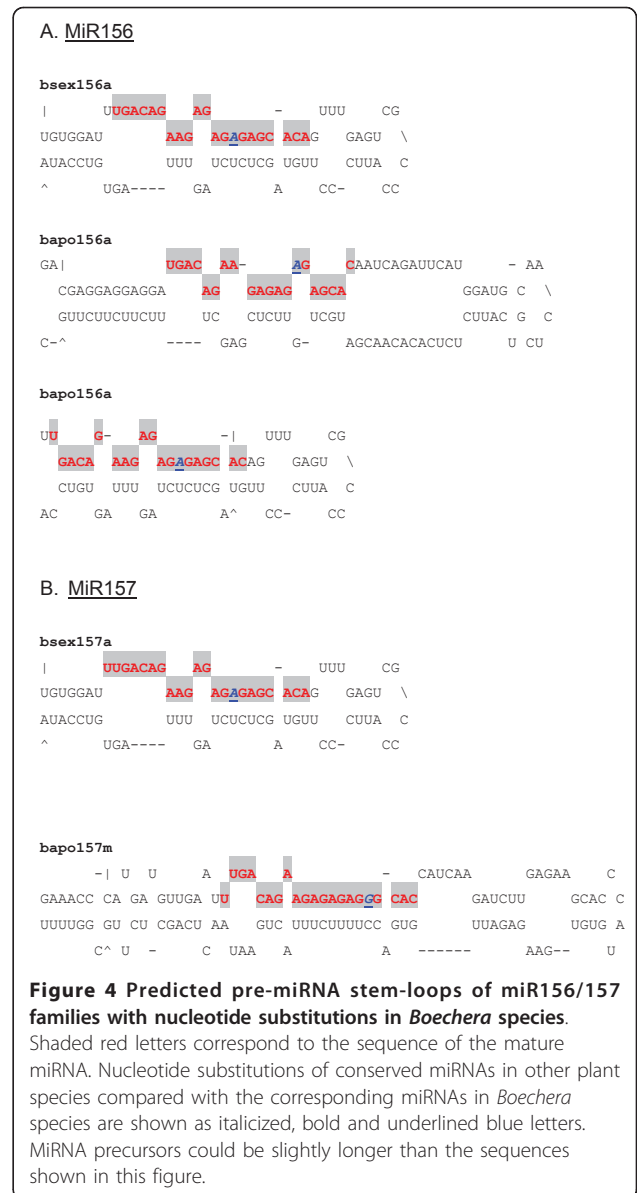 A. MiR156
bsex156a
| UUGACAG AG - UUU CG
UGUGGAU AAG AGAGAGC ACAG GAGU \
AUACCUG UUU UCUCUCG UGUU CUUA C
^ UGA---- GA A CC- CC
bapo156a
GA| UGAC AA- AG CAAUCAGAUUCAU - AA
CGAGGAGGAGGA AG GAGAG AGCA GGAUG C \
GUUCUUCUUCUU UC CUCUU UCGU CUUAC G C
C-^ ---- GAG G- AGCAACACACUCU U CU
bapo156a
UU G- AG -| UUU CG
GACA AAG AGAGAGC ACAG GAGU \
CUGU UUU UCUCUCG UGUU CUUA C
AC GA GA A^ CC- CC
B. MiR157
bsex157a
| UUGACAG AG - UUU CG
UGUGGAU AAG AGAGAGC ACAG GAGU \
AUACCUG UUU UCUCUCG UGUU CUUA C
^ UGA---- GA A CC- CC
bapo157m
-| U U A UGA A - CAUCAA GAGAA C
GAAACC CA GA GUUGA UU CAG AGAGAGAGG CAC GAUCUU GCAC C
UUUUGG GU CU CGACU AA GUC UUUCUUUUCC GUG UUAGAG UGUG A
C^ U - C UAA A A ------ AAG-- U
Figure 4 Predicted pre-miRNA stem-loops of miR156/157
families with nucleotide substitutions in Boechera species.
Shaded red letters correspond to the sequence of the mature
miRNA. Nucleotide substitutions of conserved miRNAs in other plant
species compared with the corresponding miRNAs in Boechera
species are shown as italicized, bold and underlined blue letters.
MiRNA precursors could be slightly longer than the sequences
shown in this figure.